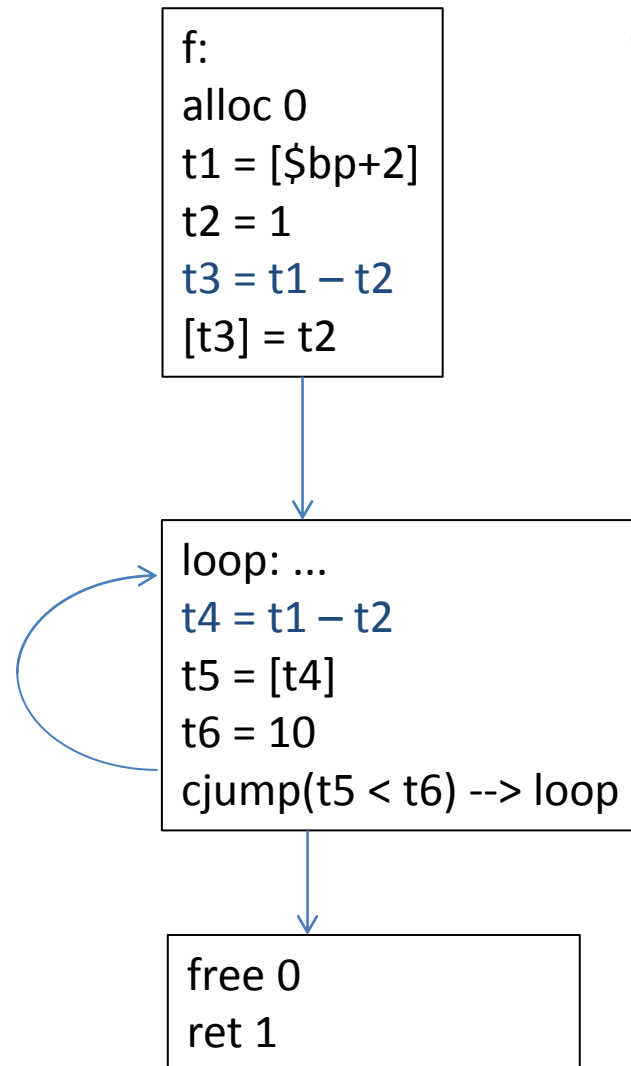 f:
alloc 0
t1 = [$bp+2]
t2 = 1
t3 = t1 – t2
[t3] = t2
loop: ...
t4 = t1 – t2
t5 = [t4]
t6 = 10
cjump(t5 < t6) --> loop
free 0
ret 1